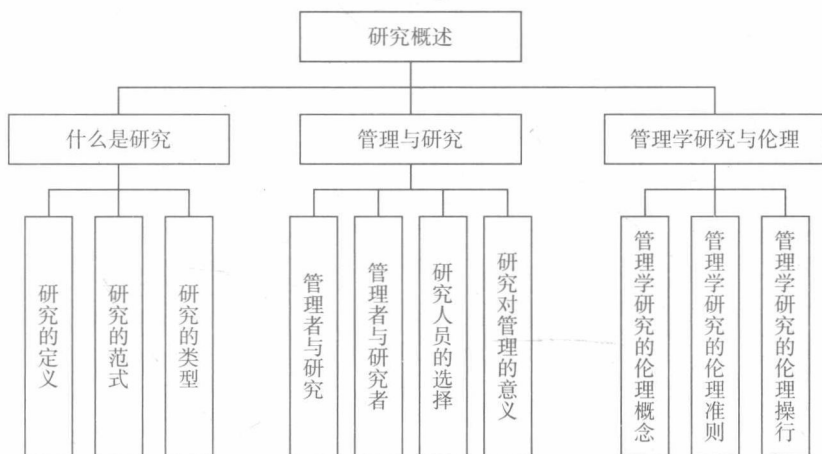 研究概述
什么是研究
管理与研究
管理学研究与伦理
研究的定义
研究的范式
研究的类型
管理者与研究
管理者与研究者
研究人员的选择
研究对管理的意义
管理学研究的伦理概念
管理学研究的伦理准则
管理学研究的伦理操行